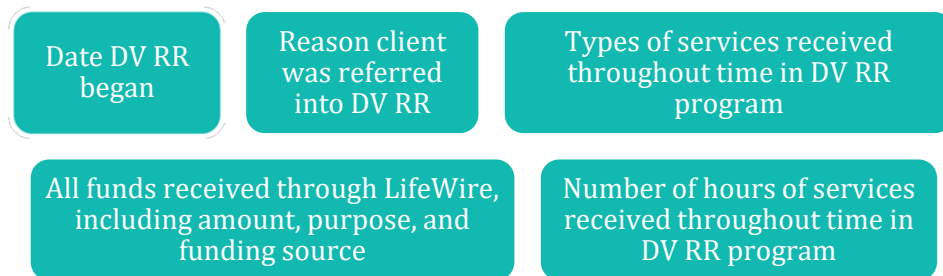 Date DV RR
began
Reason client
was referred
into DV RR
Types of services received
throughout time in DV RR
program
All funds received through LifeWire,
including amount, purpose, and
funding source
Number of hours of services
received throughout time in
DV RR program